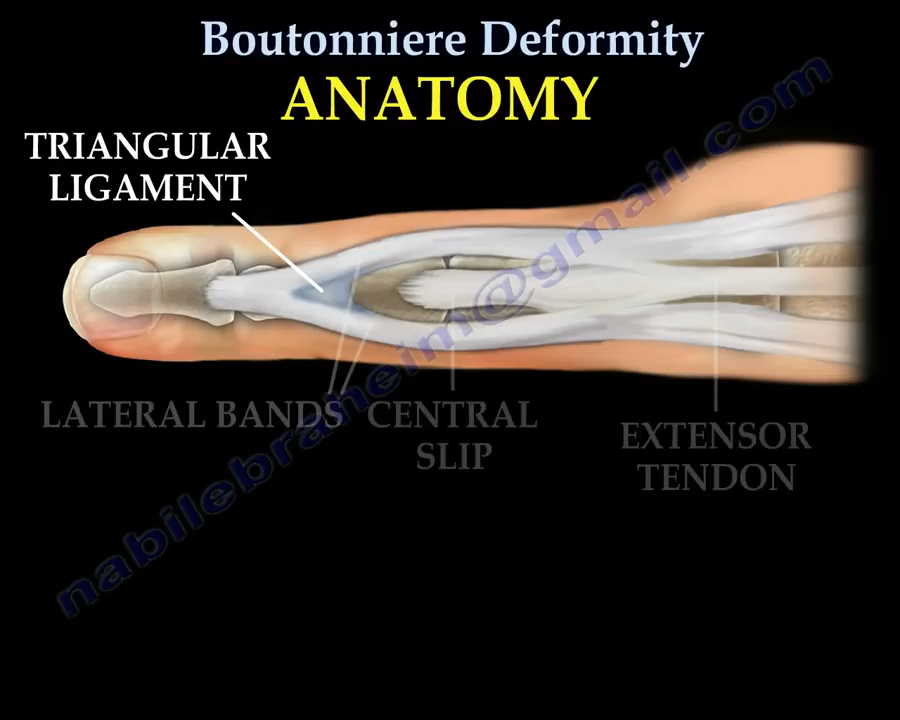 Boutonniere Deformity
ANATOMY
TRIANGULAR
LIGAMENT
LATERAL BANDS
CENTRAL
SLIP
EXTENSOR
TENDON
nabilebraheim@gmail.com